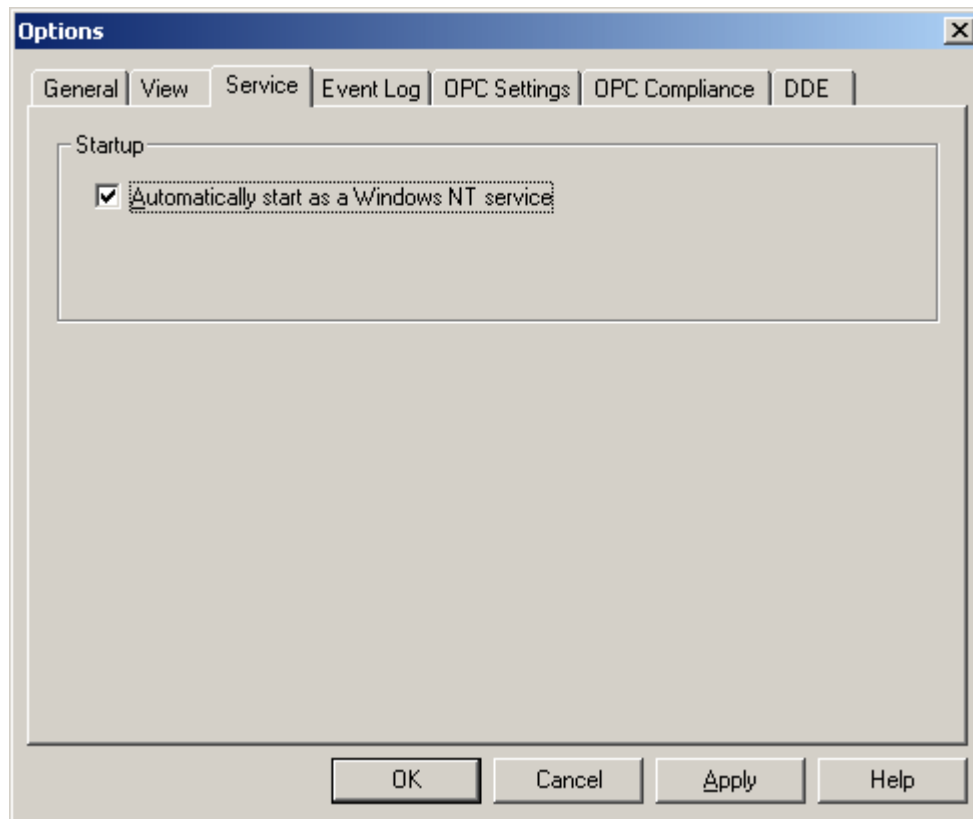 Options
General View Service Event Log OPC Settings OPC Compliance DDE
Startup
Automatically start as a Windows NT service
OK Cancel Apply Help